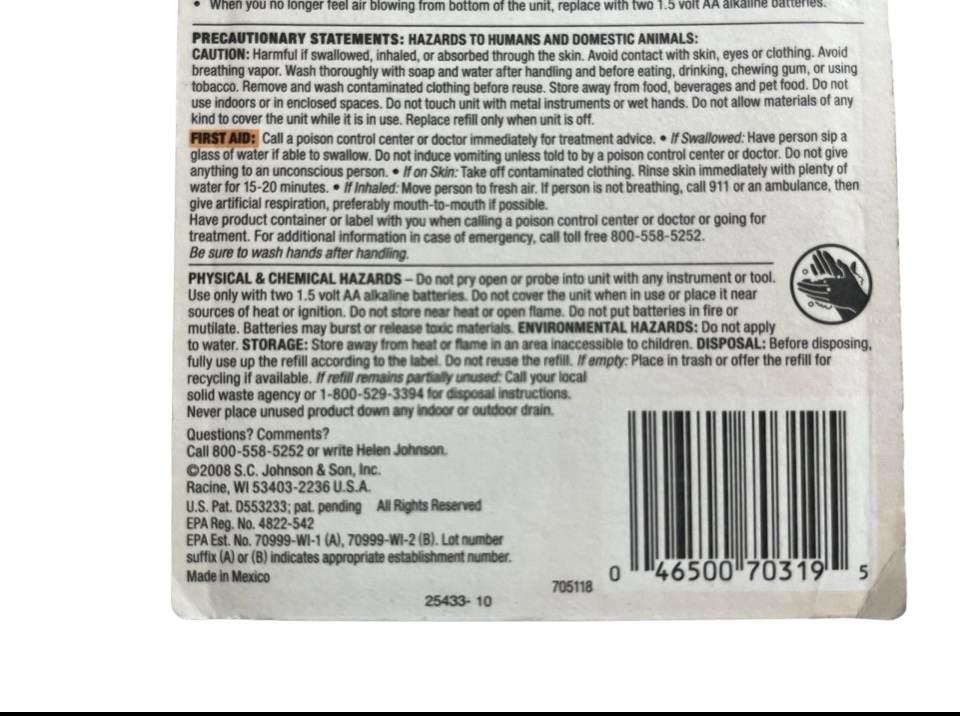 • When you no longer feel air blowing from bottom of the unit, replace with two 1.5 volt AA alkaline batteries.
PRECAUTIONARY STATEMENTS: HAZARDS TO HUMANS AND DOMESTIC ANIMALS:
CAUTION: Harmful if swallowed, inhaled, or absorbed through the skin. Avoid contact with skin, eyes or clothing. Avoid
breathing vapor. Wash thoroughly with soap and water after handling and before eating, drinking, chewing gum, or using
tobacco. Remove and wash contaminated clothing before reuse. Store away from food, beverages and pet food. Do not
use indoors or in enclosed spaces. Do not touch unit with metal instruments or wet hands. Do not allow materials of any
kind to cover the unit while it is in use. Replace refill only when unit is off.
FIRST AID: Call a poison control center or doctor immediately for treatment advice. • If Swallowed: Have person sip a
glass of water if able to swallow. Do not induce vomiting unless told to by a poison control center or doctor. Do not give
anything to an unconscious person. • If on Skin: Take off contaminated clothing. Rinse skin immediately with plenty of
water for 15-20 minutes. • If Inhaled: Move person to fresh air. If person is not breathing, call 911 or an ambulance, then
give artificial respiration, preferably mouth-to-mouth if possible.
Have product container or label with you when calling a poison control center or doctor or going for
treatment. For additional information in case of emergency, call toll free 800-558-5252.
Be sure to wash hands after handling.
PHYSICAL & CHEMICAL HAZARDS – Do not pry open or probe into unit with any instrument or tool.
Use only with two 1.5 volt AA alkaline batteries. Do not cover the unit when in use or place it near
sources of heat or ignition. Do not store near heat or open flame. Do not put batteries in fire or
mutilate. Batteries may burst or release toxic materials. ENVIRONMENTAL HAZARDS: Do not apply
to water. STORAGE: Store away from heat or flame in an area inaccessible to children. DISPOSAL: Before disposing,
fully use up the refill according to the label. Do not reuse the refill. If empty: Place in trash or offer the refill for
recycling if available. If refill remains partially unused: Call your local
solid waste agency or 1-800-529-3394 for disposal instructions.
Never place unused product down any indoor or outdoor drain.
Questions? Comments?
Call 800-558-5252 or write Helen Johnson.
©2008 S.C. Johnson & Son, Inc.
Racine, WI 53403-2236 U.S.A.
U.S. Pat. D553233; pat. pending All Rights Reserved
EPA Reg. No. 4822-542
EPA Est. No. 70999-WI-1 (A), 70999-WI-2 (B). Lot number
suffix (A) or (B) indicates appropriate establishment number.
Made in Mexico
705118
25433- 10
0 46500 70319 5